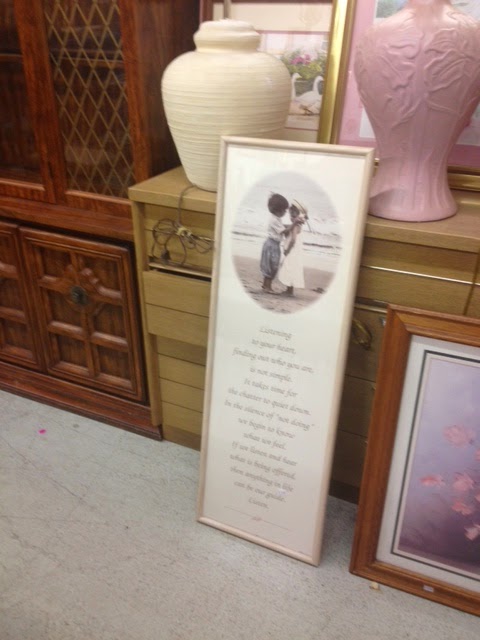 Listening
to your heart,
finding out who you are,
is not simple.
It takes time for
the chatter to quiet down.
In the silence of "not doing"
we begin to know
what we feel.
If we listen and hear
what is being offered,
then anything in life
can be our guide.
Listen.